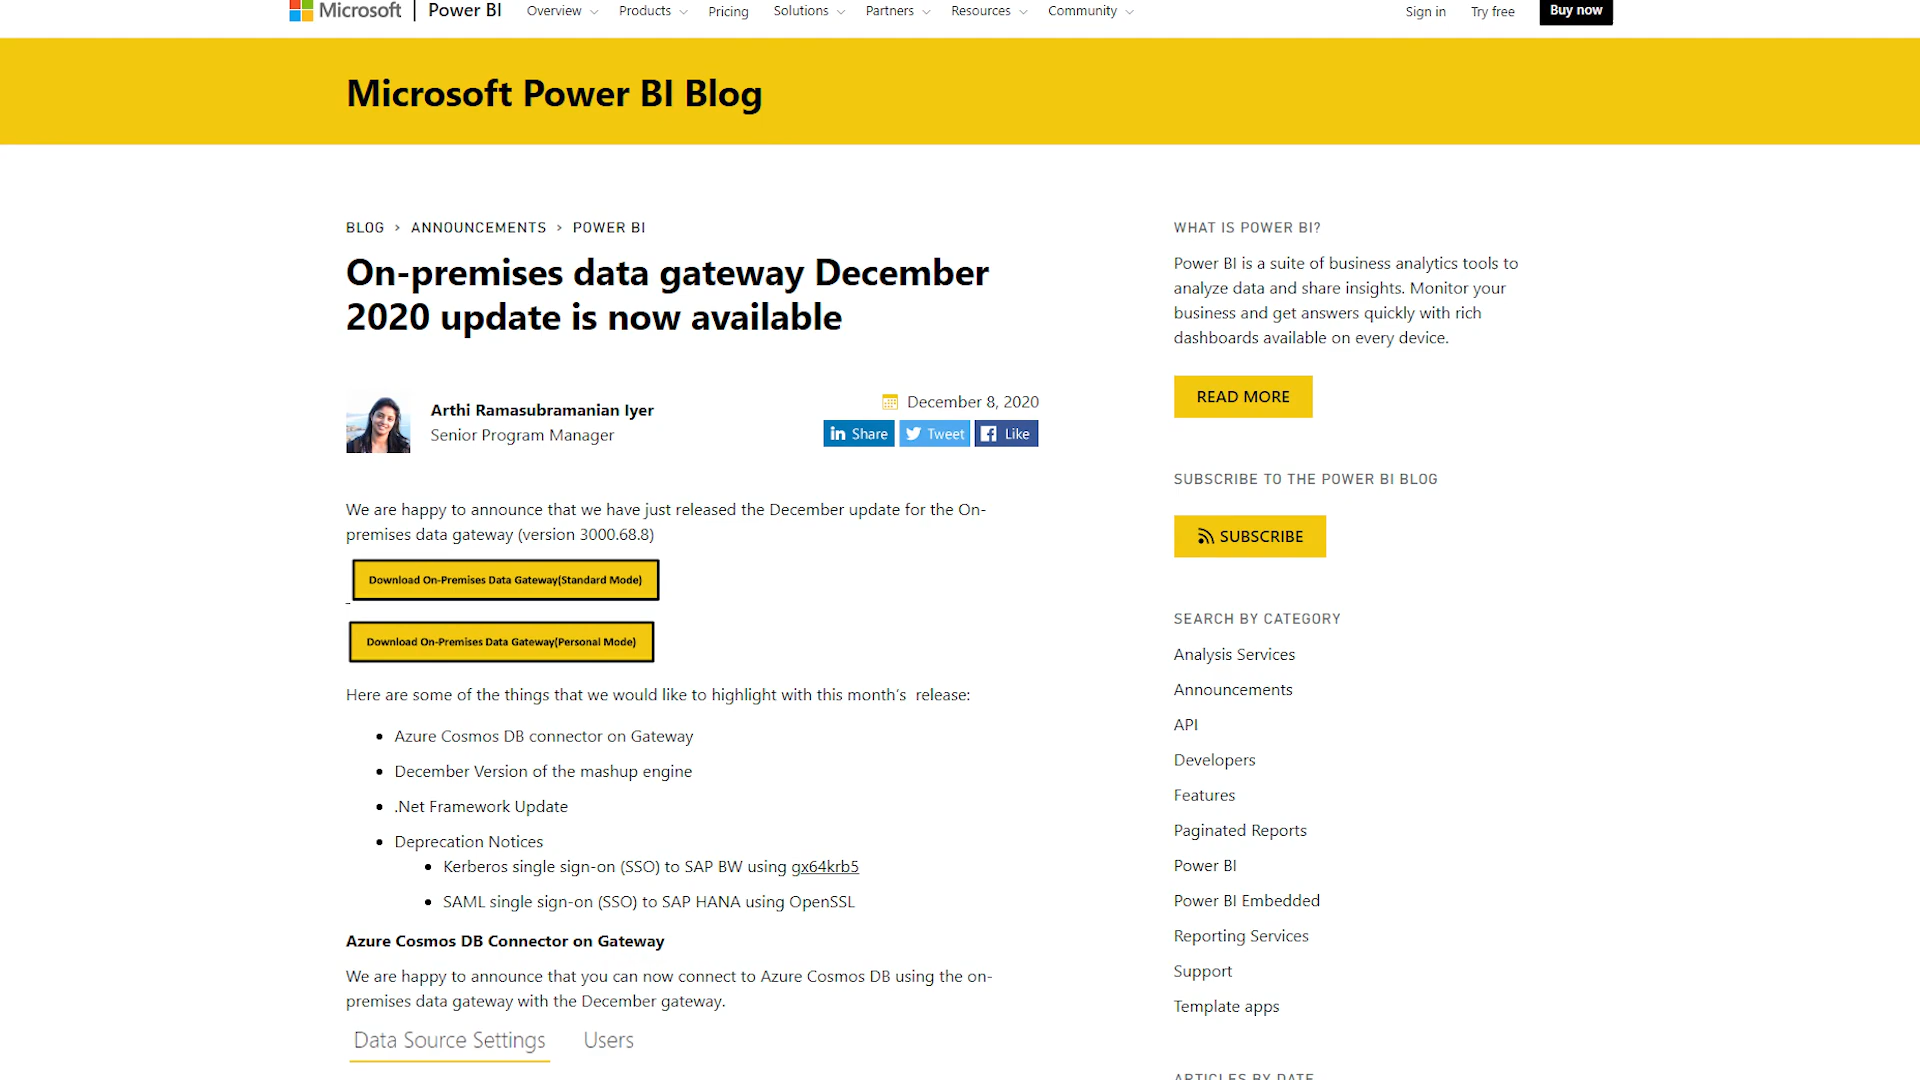 Microsoft Power BI Overview Products Pricing Solutions Partners Resources Community Sign in Try free Buy now
Microsoft Power BI Blog
BLOG > ANNOUNCEMENTS > POWER BI
On-premises data gateway December
2020 update is now available
Arthi Ramasubramanian Iyer
Senior Program Manager
December 8, 2020
Share Tweet Like
We are happy to announce that we have just released the December update for the On-
premises data gateway (version 3000.68.8)
Download On-Premises Data Gateway(Standard Mode)
Download On-Premises Data Gateway(Personal Mode)
Here are some of the things that we would like to highlight with this month's release:
• Azure Cosmos DB connector on Gateway
• December Version of the mashup engine
• .Net Framework Update
• Deprecation Notices
• Kerberos single sign-on (SSO) to SAP BW using gx64krb5
• SAML single sign-on (SSO) to SAP HANA using OpenSSL
Azure Cosmos DB Connector on Gateway
We are happy to announce that you can now connect to Azure Cosmos DB using the on-
premises data gateway with the December gateway.
Data Source Settings Users
WHAT IS POWER BI?
Power BI is a suite of business analytics tools to
analyze data and share insights. Monitor your
business and get answers quickly with rich
dashboards available on every device.
READ MORE
SUBSCRIBE TO THE POWER BI BLOG
SUBSCRIBE
SEARCH BY CATEGORY
Analysis Services
Announcements
API
Developers
Features
Paginated Reports
Power BI
Power BI Embedded
Reporting Services
Support
Template apps
ARTICLES BY DATE